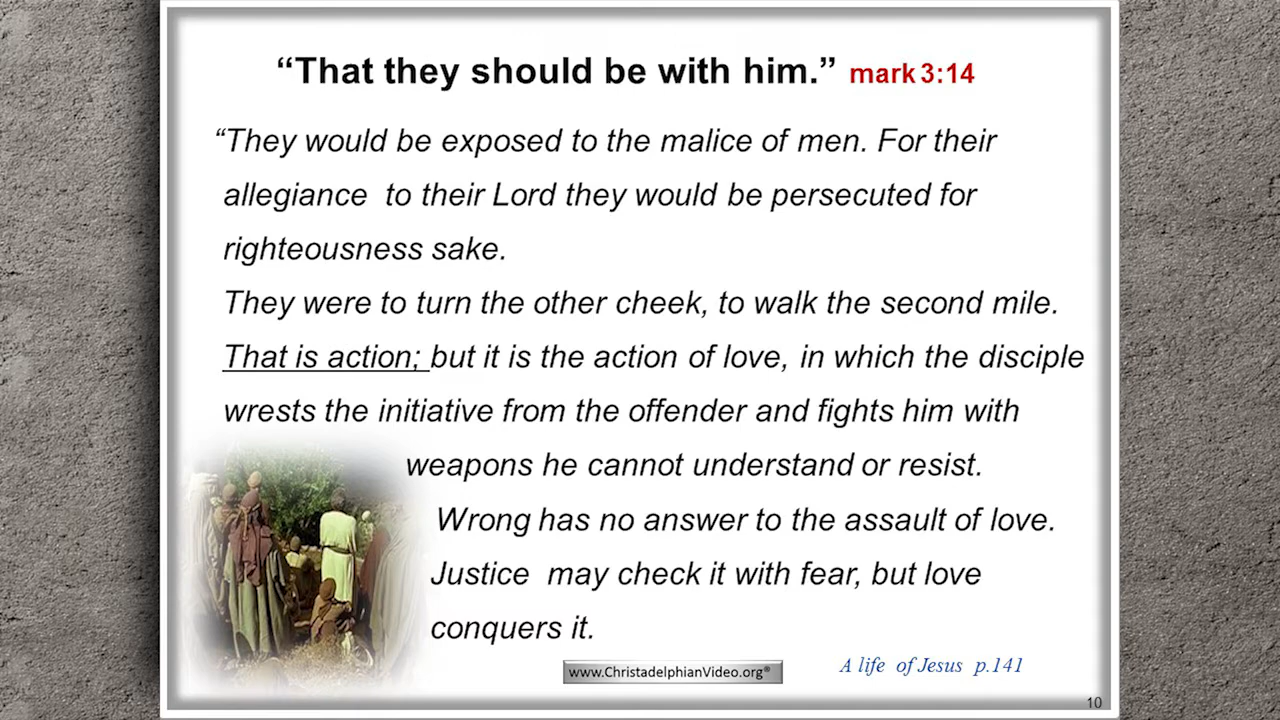 “That they should be with him.” mark 3:14
“They would be exposed to the malice of men. For their
allegiance to their Lord they would be persecuted for
righteousness sake.
They were to turn the other cheek, to walk the second mile.
That is action; but it is the action of love, in which the disciple
wrests the initiative from the offender and fights him with
weapons he cannot understand or resist.
Wrong has no answer to the assault of love.
Justice may check it with fear, but love
conquers it.
www.ChristadelphianVideo.org®
A life of Jesus p.141
10